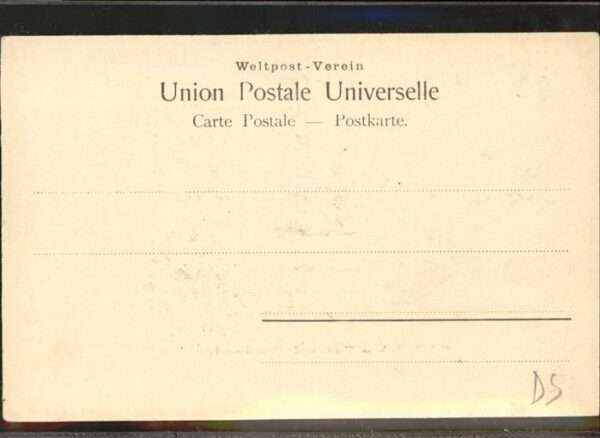 Weltpost-Verein
Union Postale Universelle
Carte Postale — Postkarte.
DS